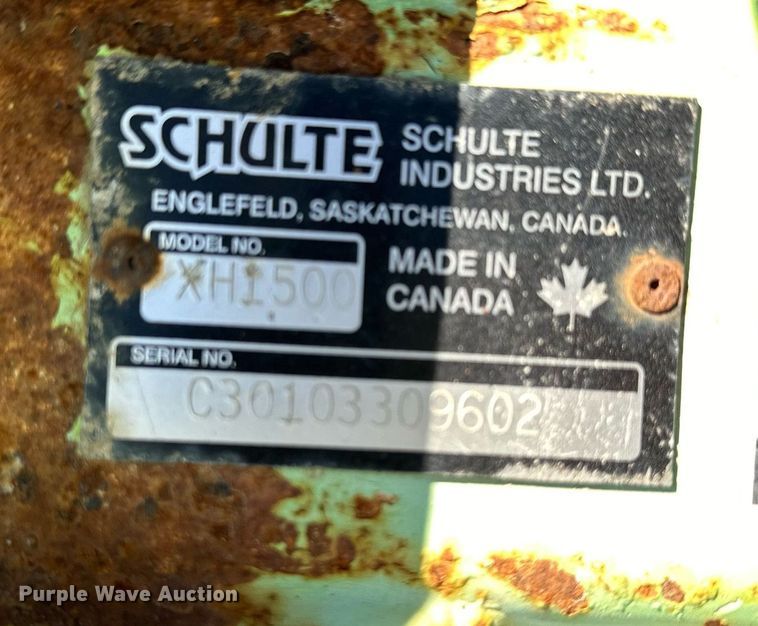 SCHULTE
SCHULTE
INDUSTRIES LTD.
ENGLEFELD, SASKATCHEWAN, CANADA.
MODEL NO.
XH1500
MADE IN
CANADA
SERIAL NO.
C30103309602
Purple Wave Auction